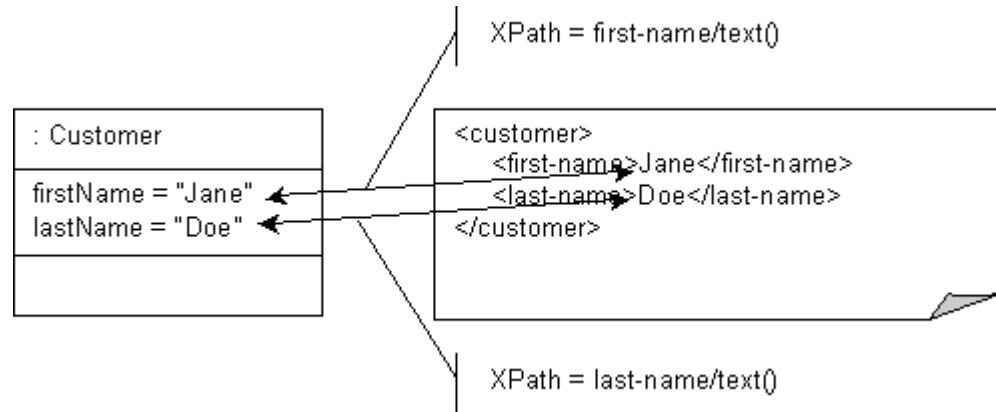 XPath = first-name/text()
: Customer
firstName = "Jane"
lastName = "Doe"
<customer>
<first-name>Jane</first-name>
<last-name>Doe</last-name>
</customer>
XPath = last-name/text()